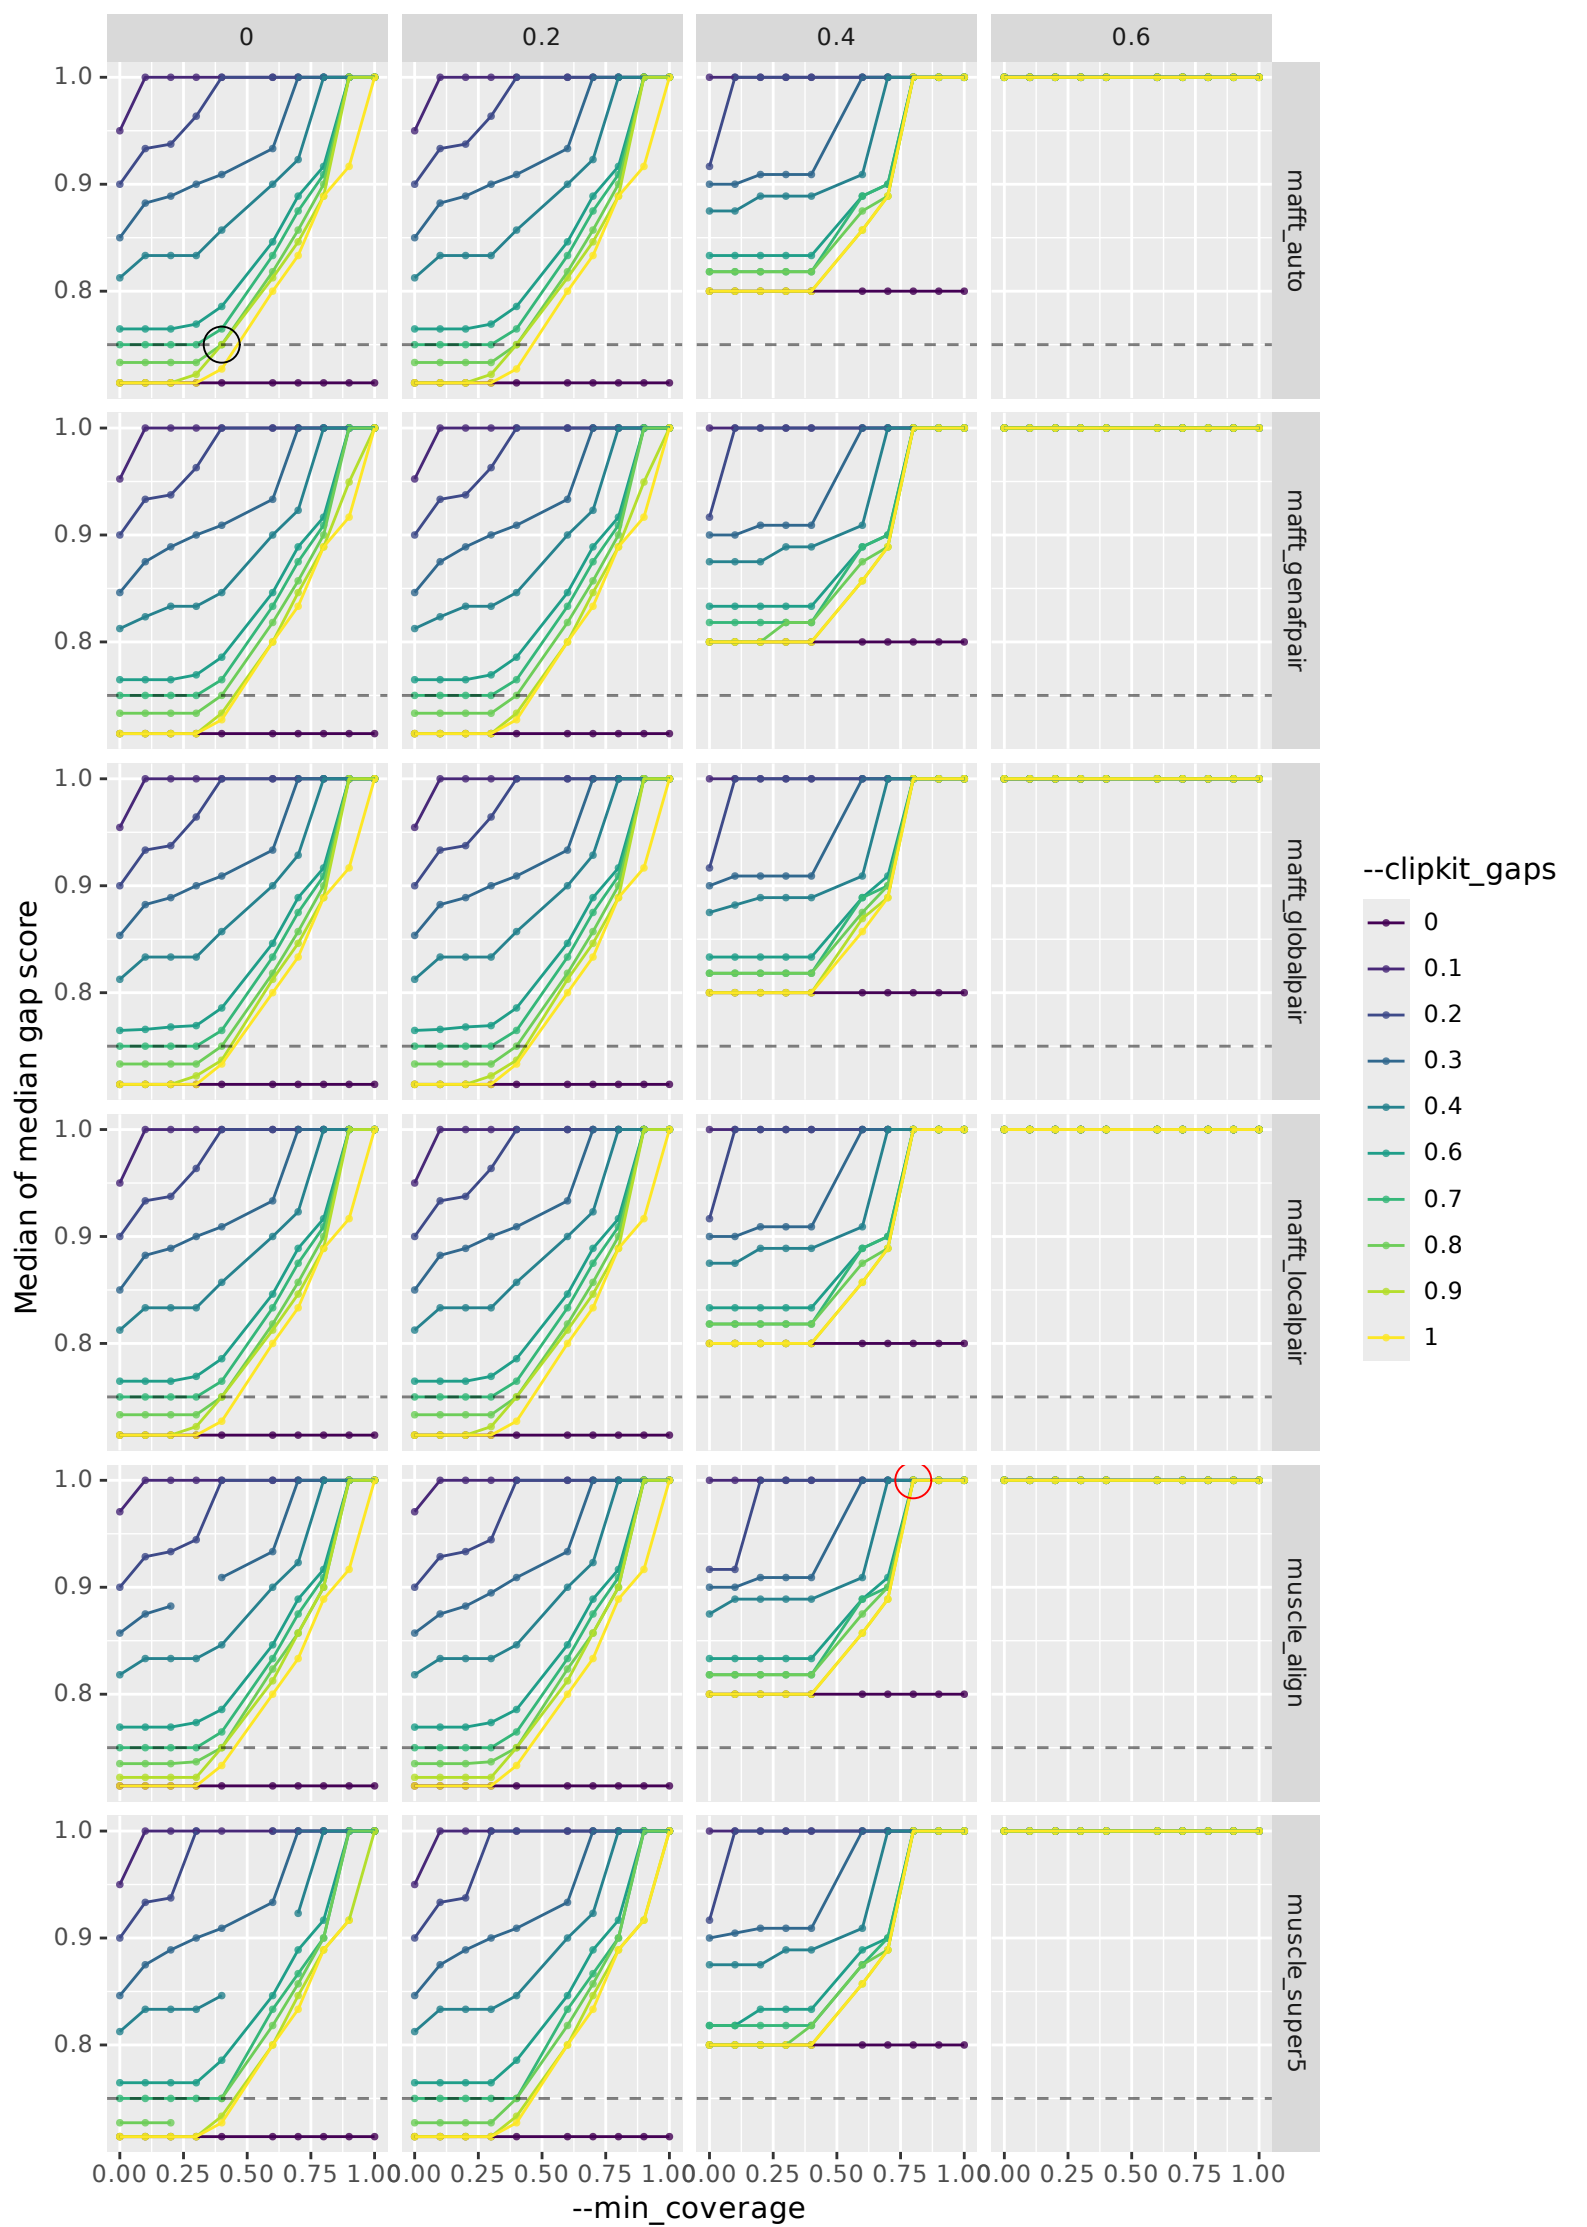 0 0.2 0.4 0.6
1.0
0.9
0.8
mafft_auto
1.0
0.9
0.8
mafft_genafpair
1.0
0.9
0.8
mafft_globalpair
1.0
0.9
0.8
mafft_localpair
1.0
0.9
0.8
muscle_align
1.0
0.9
0.8
muscle_super5
0.00 0.25 0.50 0.75 1.00 0.00 0.25 0.50 0.75 1.00 0.00 0.25 0.50 0.75 1.00 0.00 0.25 0.50 0.75 1.00
--min_coverage
Median of median gap score
--clipkit_gaps
0
0.1
0.2
0.3
0.4
0.6
0.7
0.8
0.9
1